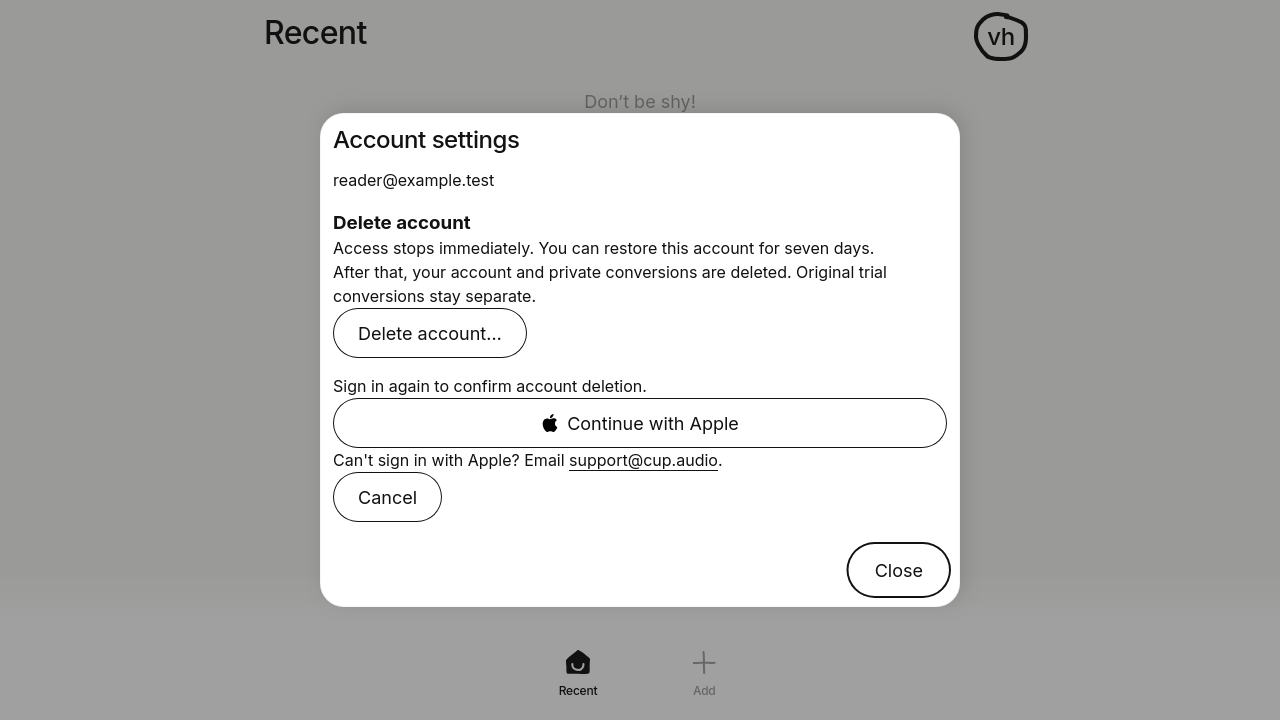 Recent
vh
Don’t be shy!
Account settings
reader@example.test
Delete account
Access stops immediately. You can restore this account for seven days.
After that, your account and private conversions are deleted. Original trial
conversions stay separate.
Delete account…
Sign in again to confirm account deletion.
Continue with Apple
Can't sign in with Apple? Email support@cup.audio.
Cancel
Close
Recent
Add